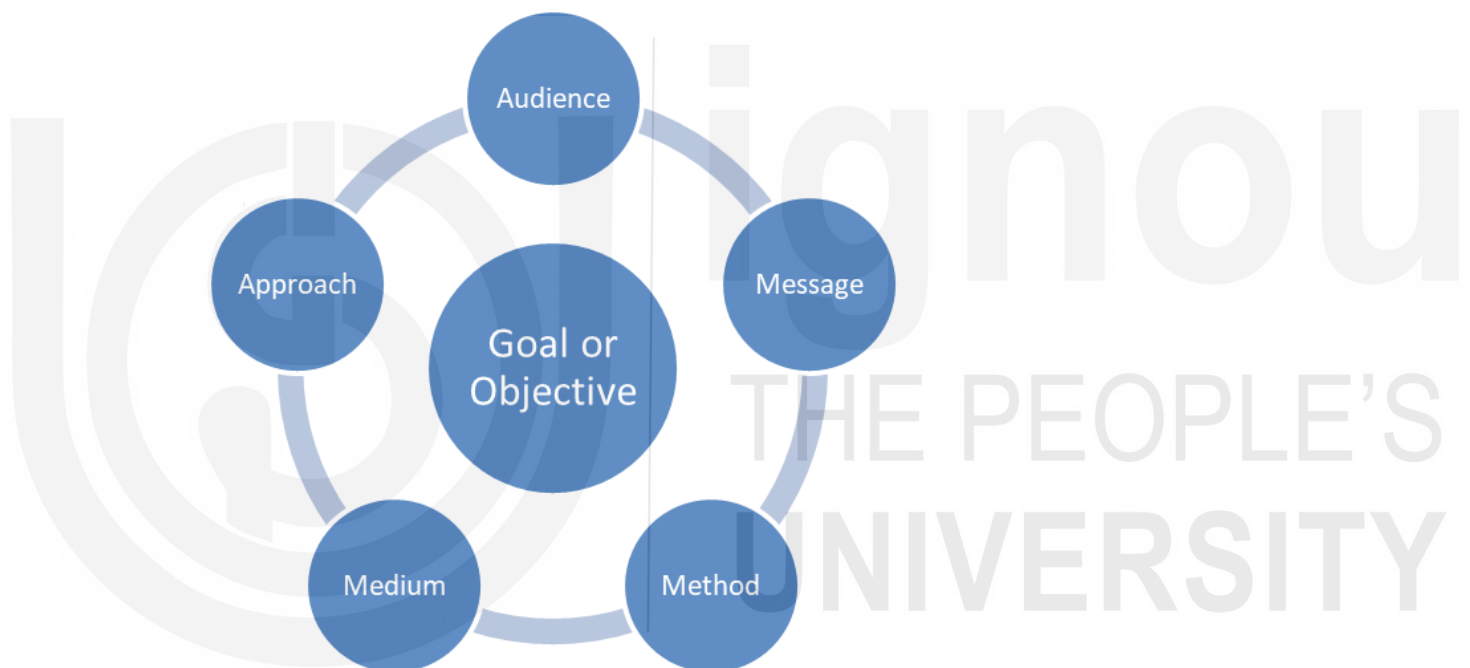 ignou
THE PEOPLE'S
UNIVERSITY
Audience
Message
Method
Medium
Approach
Goal or
Objective